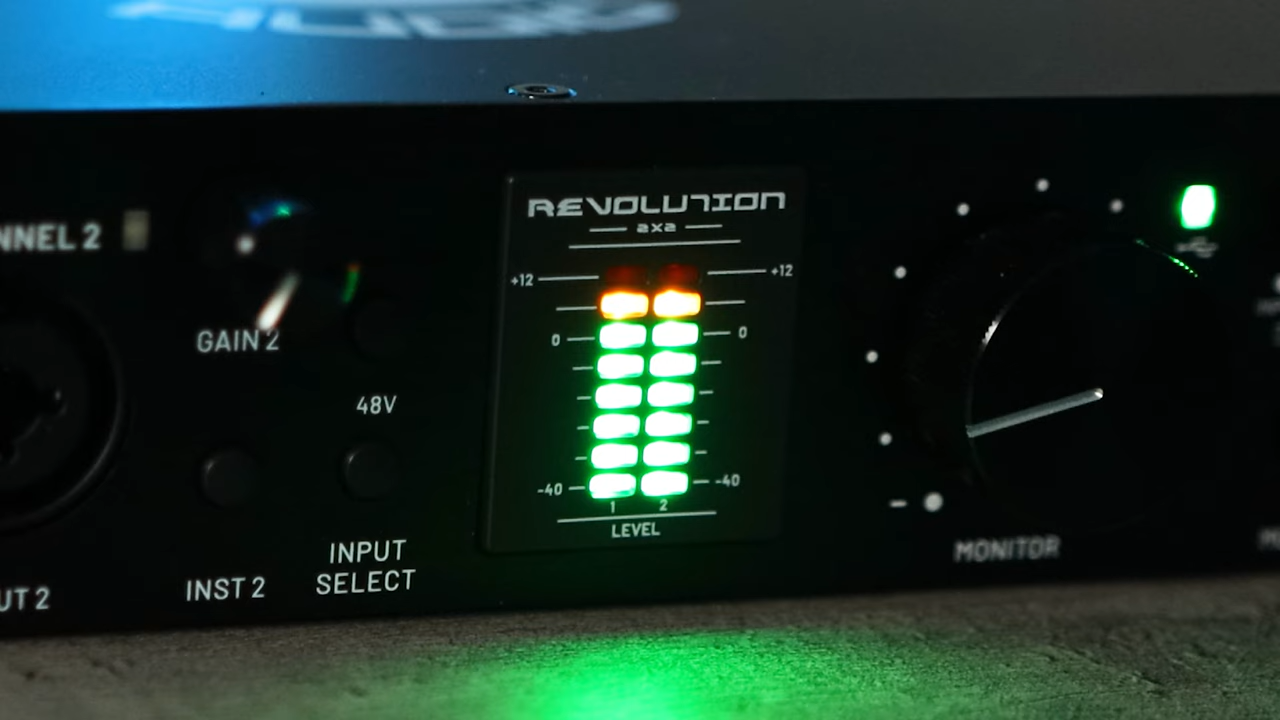 NNEL 2
REVOLUTION
2X2
+12
+12
0
0
GAIN 2
48V
-40
-40
1
2
LEVEL
INPUT
SELECT
INST 2
UT 2
MONITOR